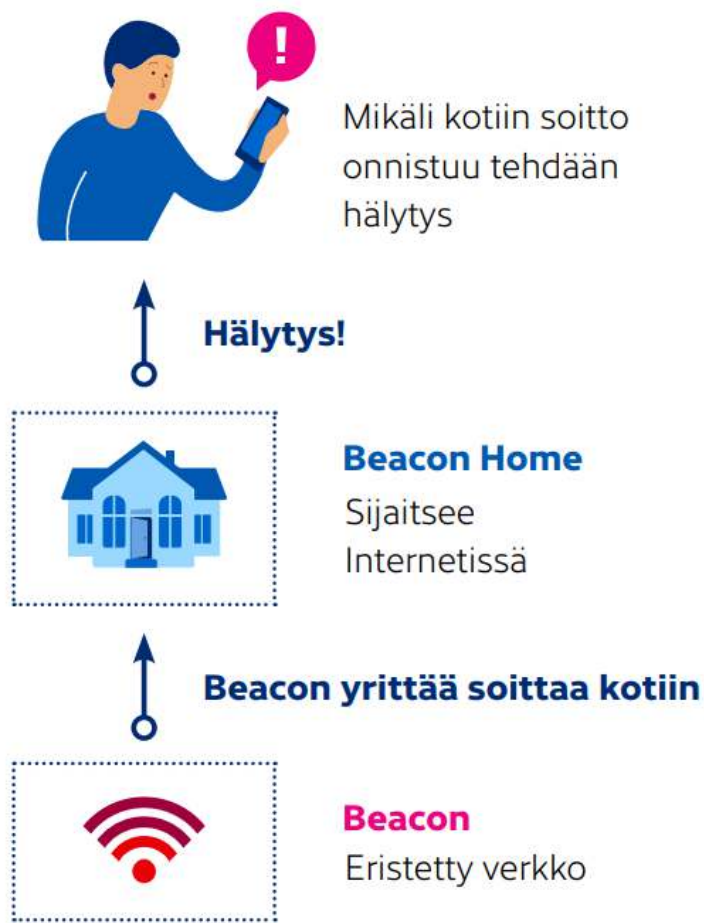 !
Mikäli kotiin soitto
onnistuu tehdään
hälytys
Hälytys!
Beacon Home
Sijaitsee
Internetissä
Beacon yrittää soittaa kotiin
Beacon
Eristetty verkko